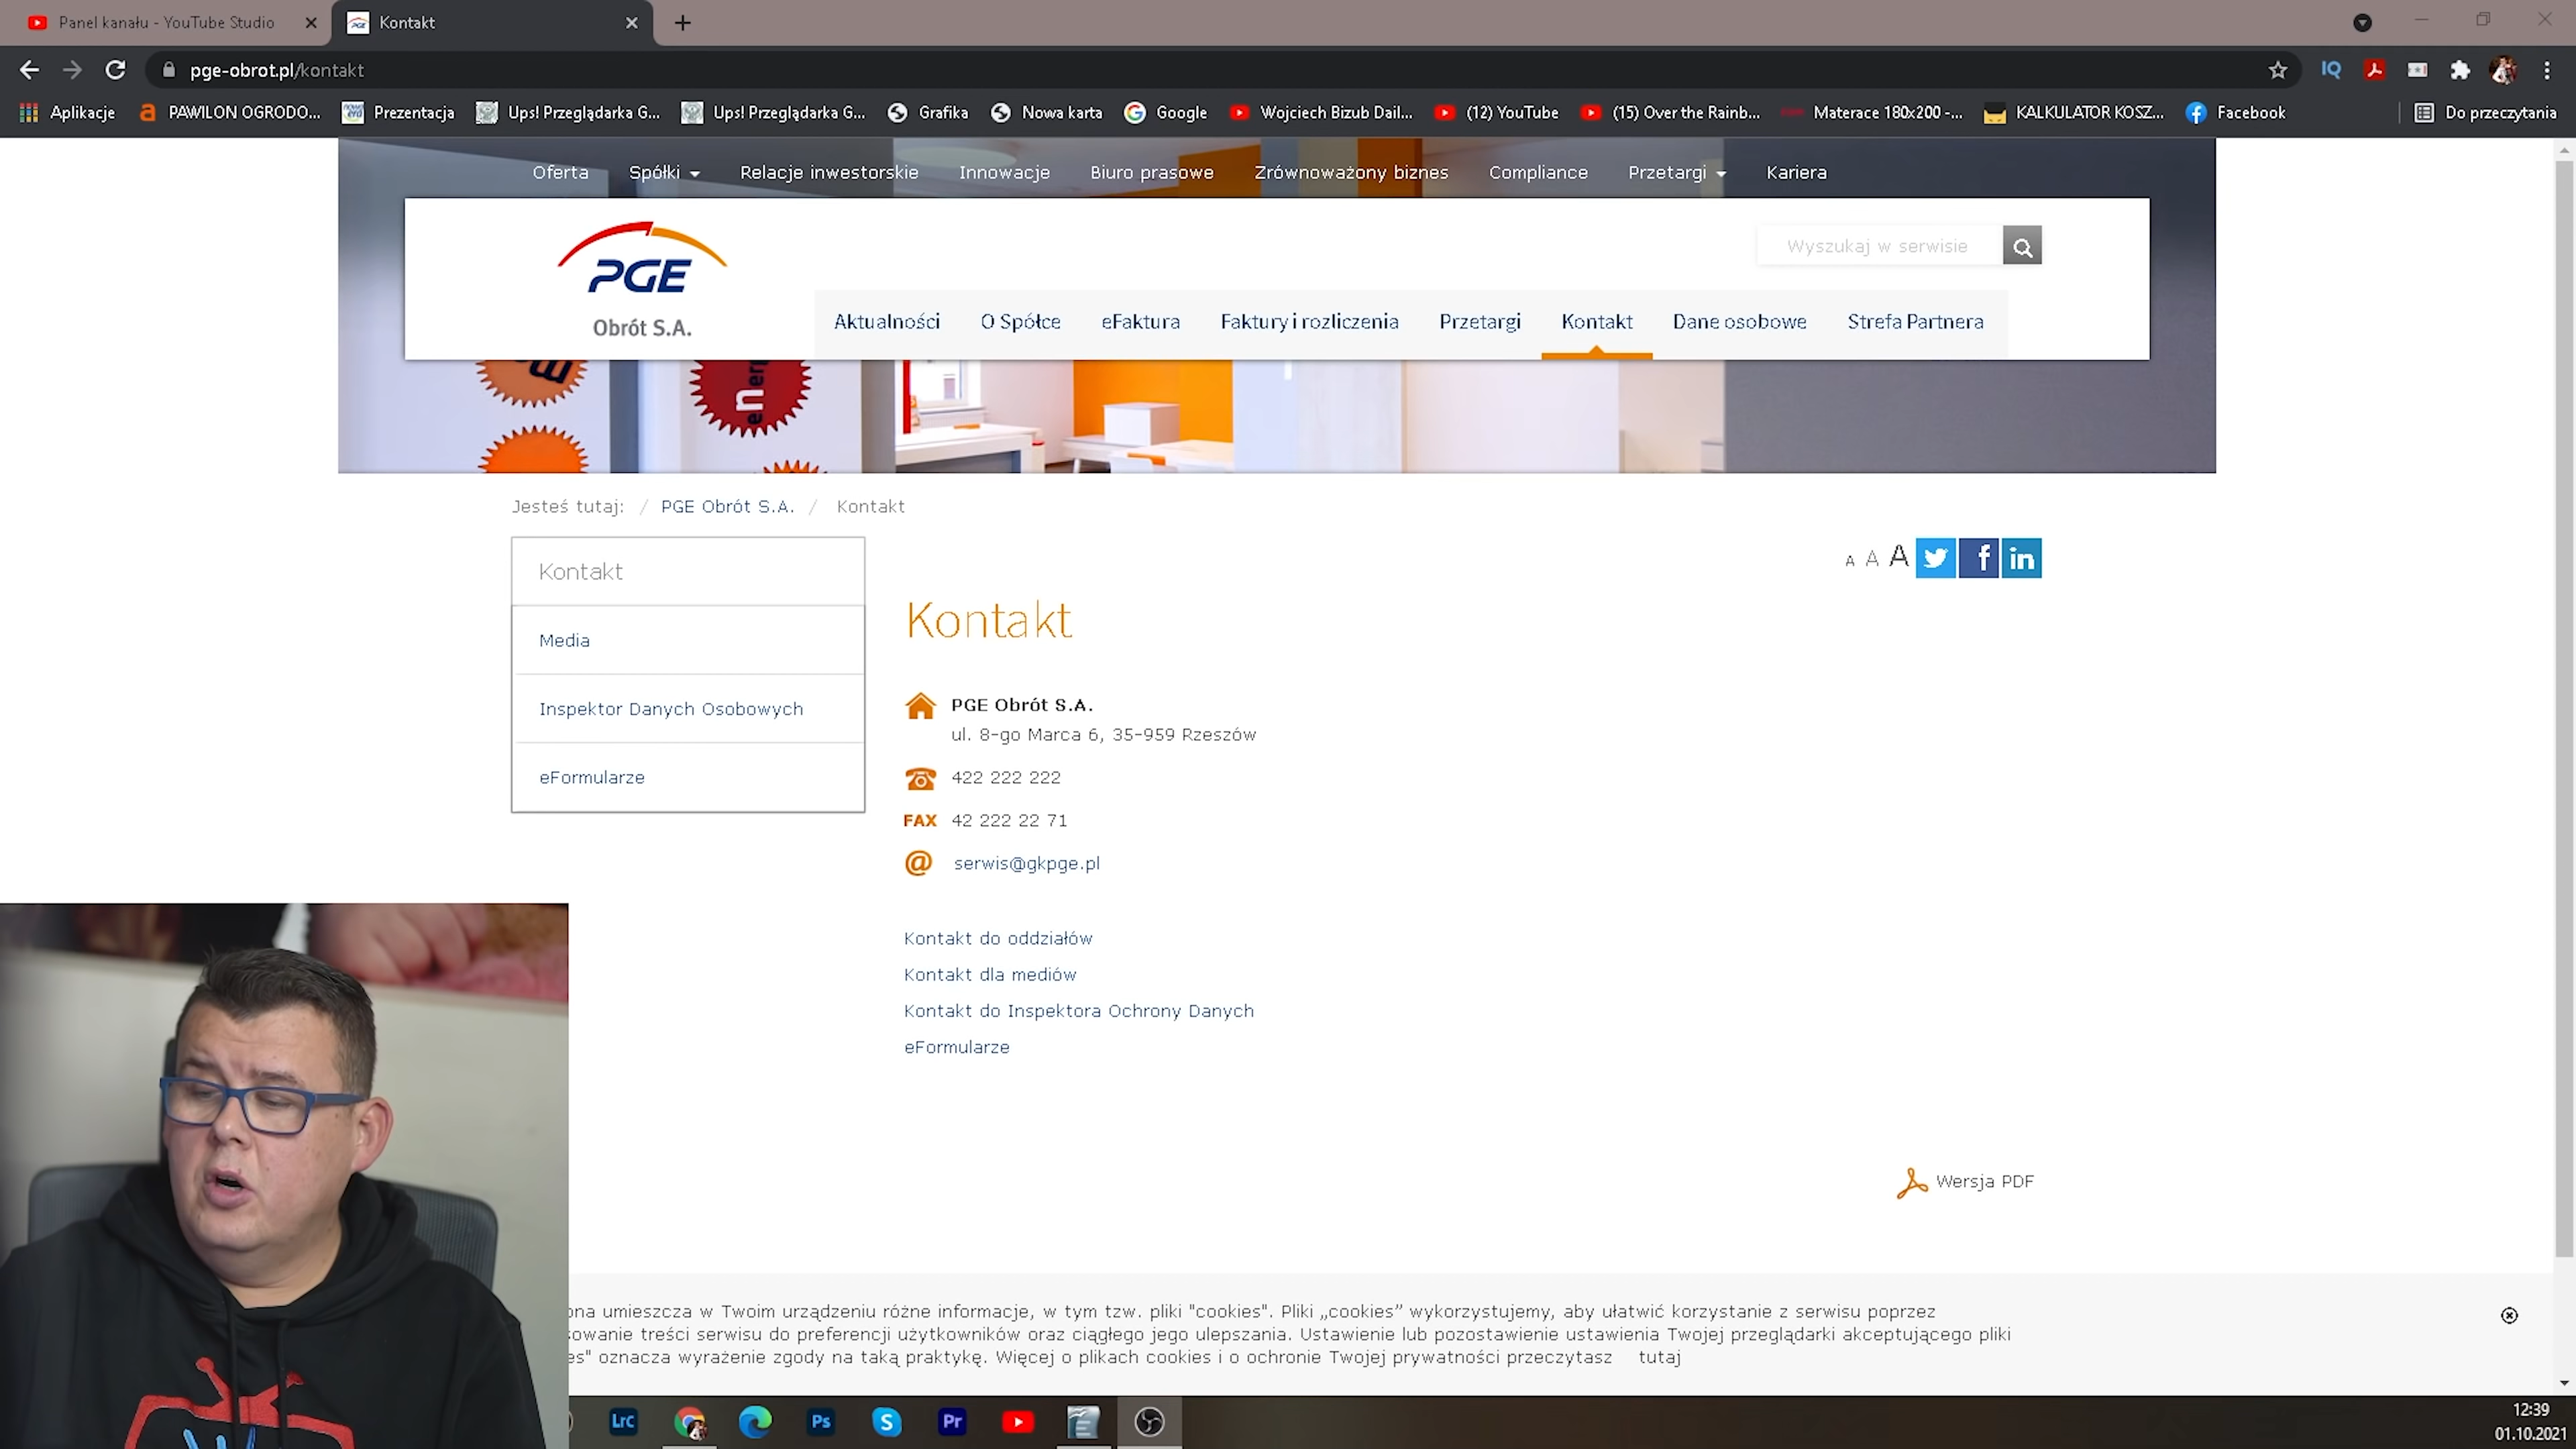 Panel kanału - YouTube Studio
Kontakt
pge-obrot.pl/kontakt
IQ
Aplikacje
PAWILON OGRODO...
Prezentacja
Ups! Przeglądarka G...
Ups! Przeglądarka G...
Grafika
Nowa karta
Google
Wojciech Bizub Dail...
(12) YouTube
(15) Over the Rainb...
Materace 180x200 -...
KALKULATOR KOSZ...
Facebook
Do przeczytania
Oferta Spółki Relacje inwestorskie Innowacje Biuro prasowe Zrównoważony biznes Compliance Przetargi Kariera
PGE
Obrót S.A.
Wyszukaj w serwisie
Aktualności O Spółce eFaktura Faktury i rozliczenia Przetargi Kontakt Dane osobowe Strefa Partnera
Jesteś tutaj: / PGE Obrót S.A. / Kontakt
Kontakt
Media
Inspektor Danych Osobowych
eFormularze
A A A
Kontakt
PGE Obrót S.A.
ul. 8-go Marca 6, 35-959 Rzeszów
422 222 222
FAX 42 222 22 71
@ serwis@gkpge.pl
Kontakt do oddziałów
Kontakt dla mediów
Kontakt do Inspektora Ochrony Danych
eFormularze
Wersja PDF
ona umieszcza w Twoim urządzeniu różne informacje, w tym tzw. pliki "cookies". Pliki „cookies” wykorzystujemy, aby ułatwić korzystanie z serwisu poprzez
sowanie treści serwisu do preferencji użytkowników oraz ciągłego jego ulepszania. Ustawienie lub pozostawienie ustawienia Twojej przeglądarki akceptującego pliki
es" oznacza wyrażenie zgody na taką praktykę. Więcej o plikach cookies i o ochronie Twojej prywatności przeczytasz tutaj
LrC
Ps
Pr
12:39
01.10.2021